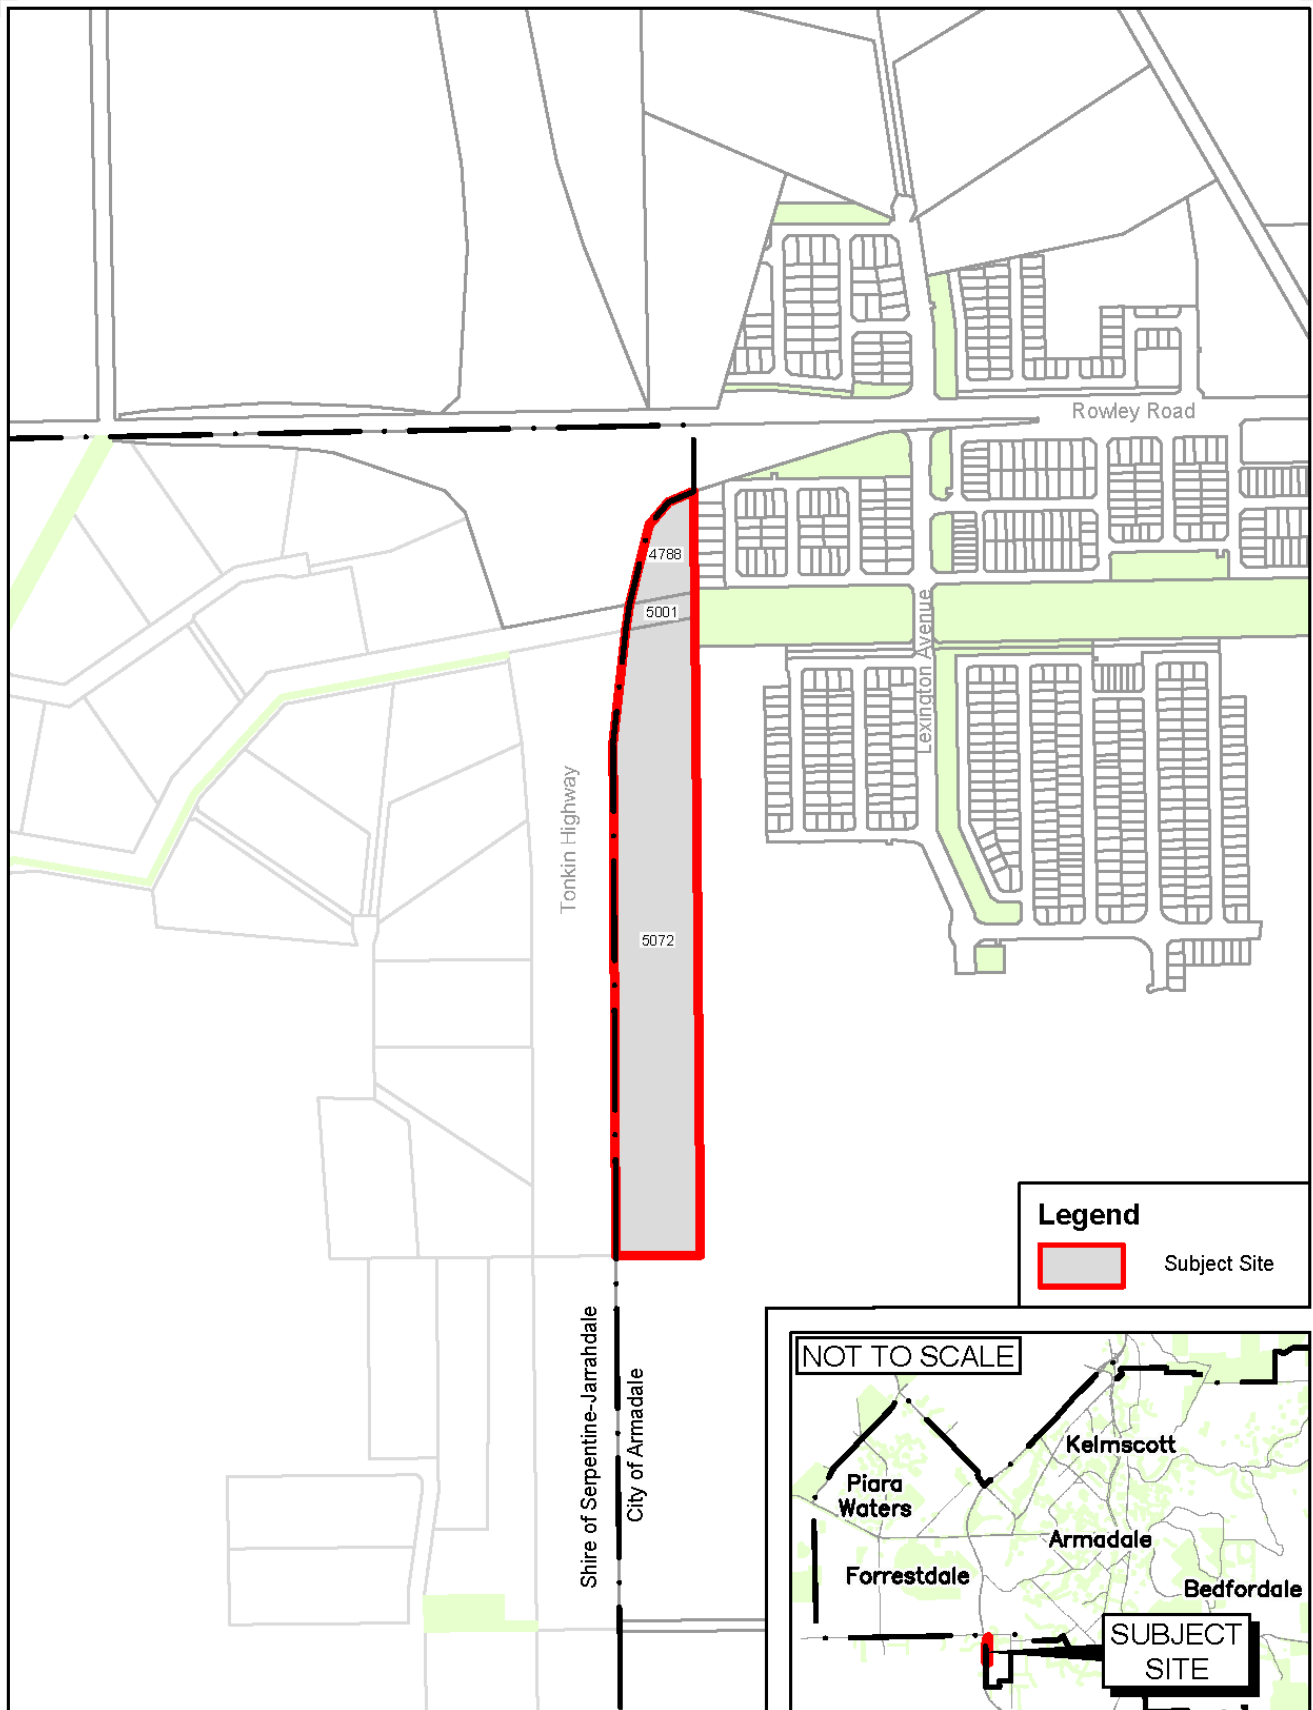 Rowley Road
4788
5001
Lexington Avenue
Tonkin Highway
5072
Legend
Subject Site
Shire of Serpentine-Jarrahdale
City of Armadale
NOT TO SCALE
Kelmscott
Piara
Waters
Armadale
Forrestdale
Bedfordale
SUBJECT
SITE